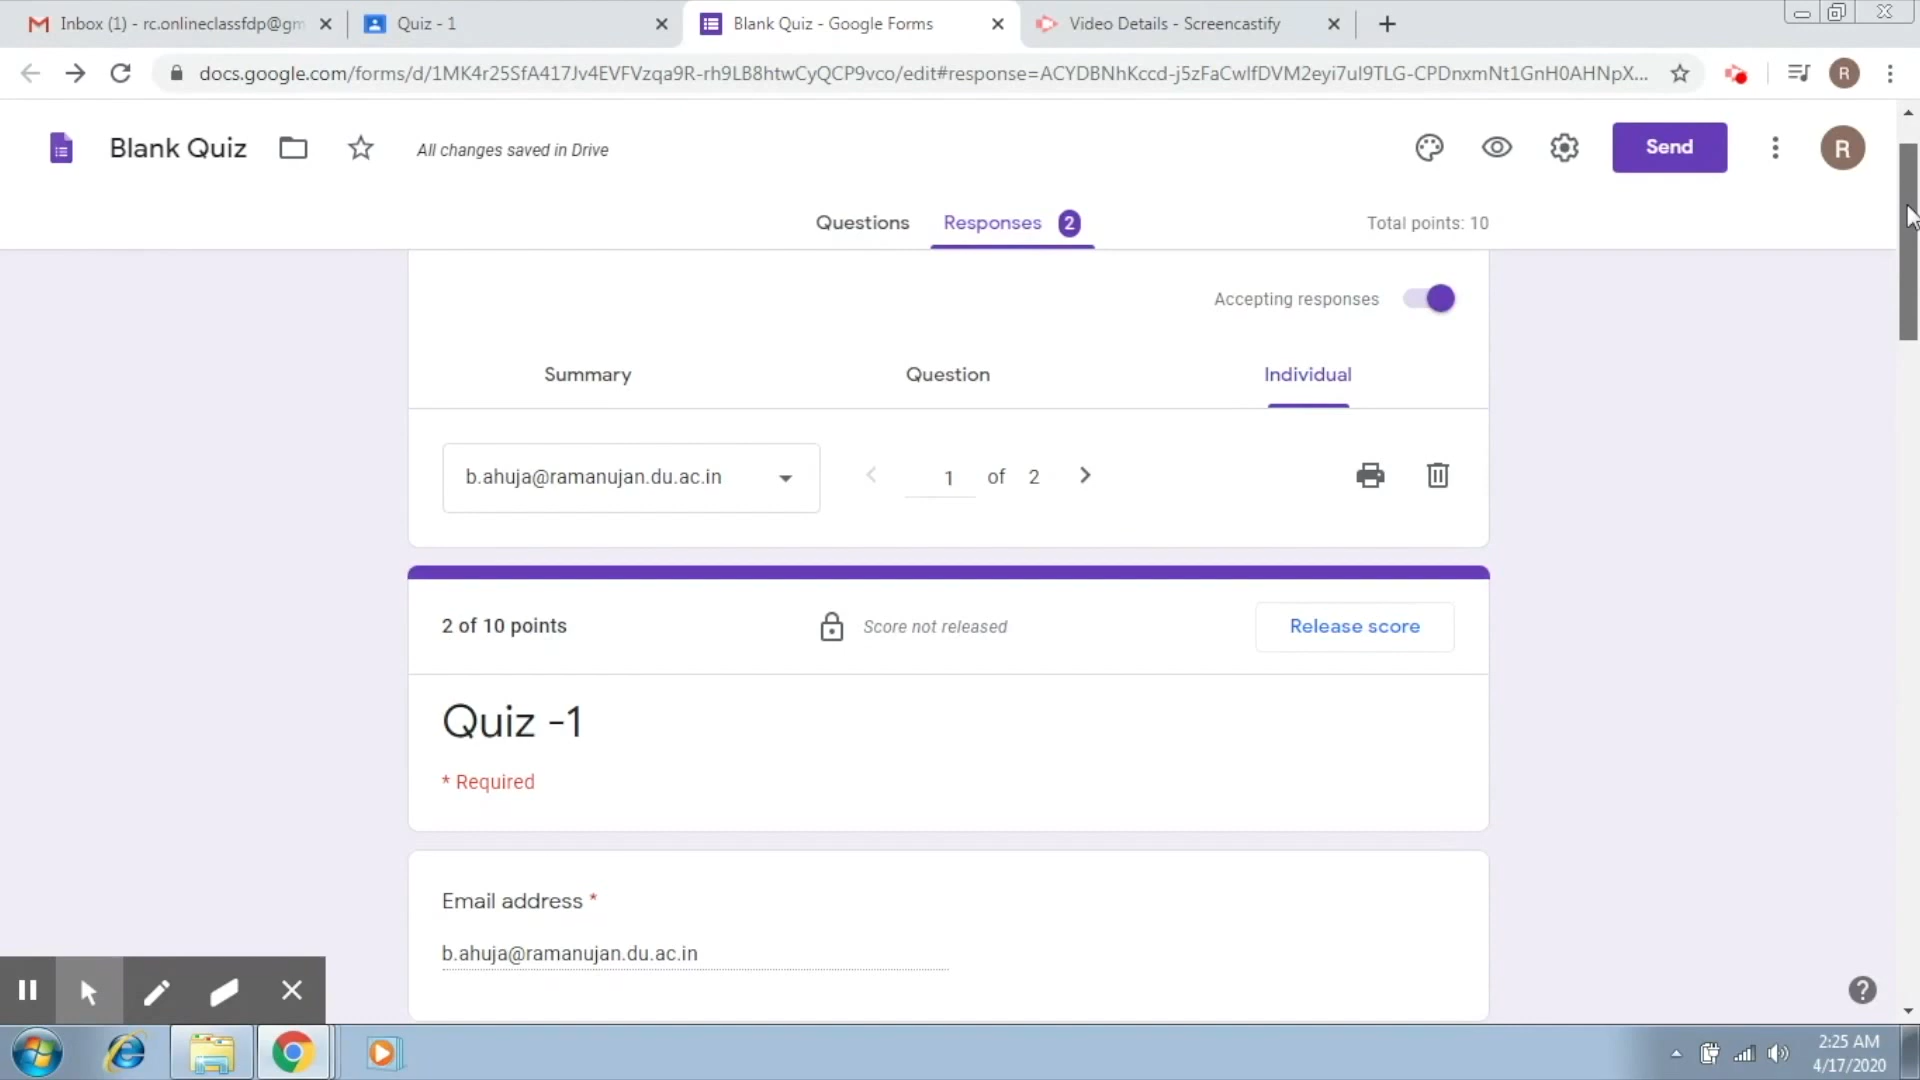 Inbox (1) - rc.onlineclassfdp@gm
Quiz - 1
Blank Quiz - Google Forms
Video Details - Screencastify
docs.google.com/forms/d/1MK4r25SfA417Jv4EVFVzqa9R-rh9LB8htwCyQCP9vco/edit#response=ACYDBNhKccd-j5zFaCwlfDVM2eyi7ul9TLG-CPDnxmNt1GnH0AHNpX...
R
Blank Quiz
All changes saved in Drive
Send
R
Questions
Responses 2
Total points: 10
Accepting responses
Summary
Question
Individual
b.ahuja@ramanujan.du.ac.in
1 of 2
2 of 10 points
Score not released
Release score
Quiz -1
* Required
Email address *
b.ahuja@ramanujan.du.ac.in
2:25 AM
4/17/2020